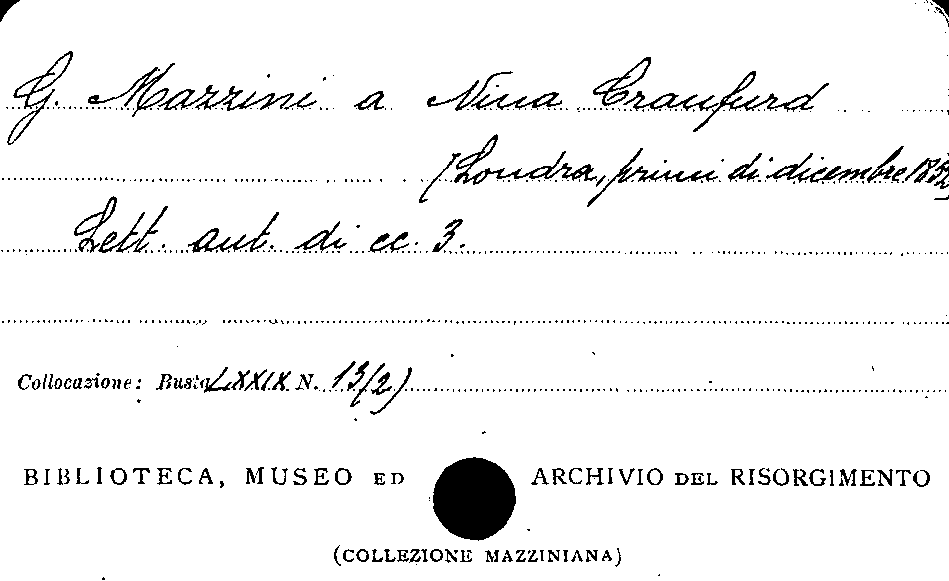 G. Mazzini a Nina Craufurd
(Londra, primi di dicembre 1852)
Lett. aut. di cc. 3.
Collocazione: Busta LXXIX N. 13/2)
BIBLIOTECA, MUSEO ED ARCHIVIO DEL RISORGIMENTO
(COLLEZIONE MAZZINIANA)